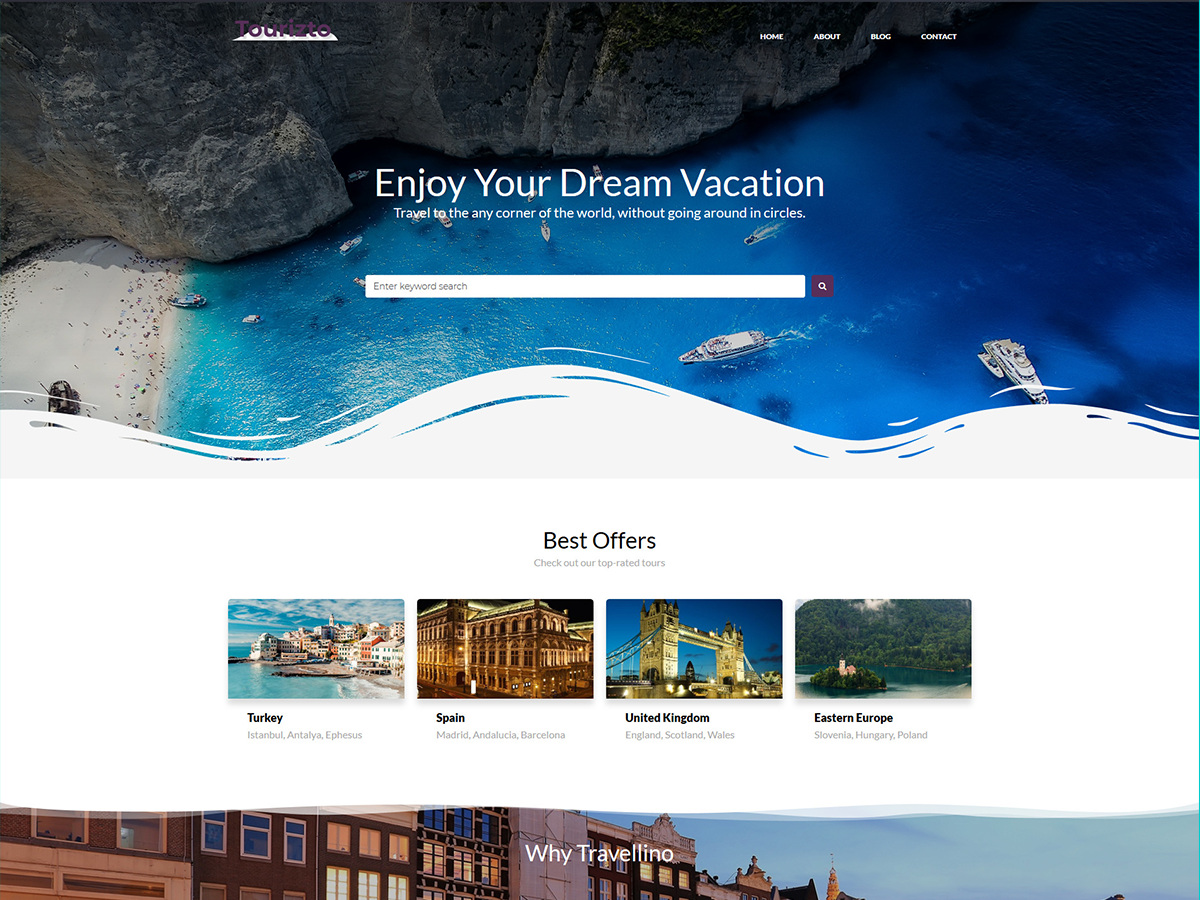 Tourizto
HOME ABOUT BLOG CONTACT
Enjoy Your Dream Vacation
Travel to the any corner of the world, without going around in circles.
Enter keyword search
Best Offers
Check out our top-rated tours
Turkey
Istanbul, Antalya, Ephesus
Spain
Madrid, Andalucia, Barcelona
United Kingdom
England, Scotland, Wales
Eastern Europe
Slovenia, Hungary, Poland
Why Travellino